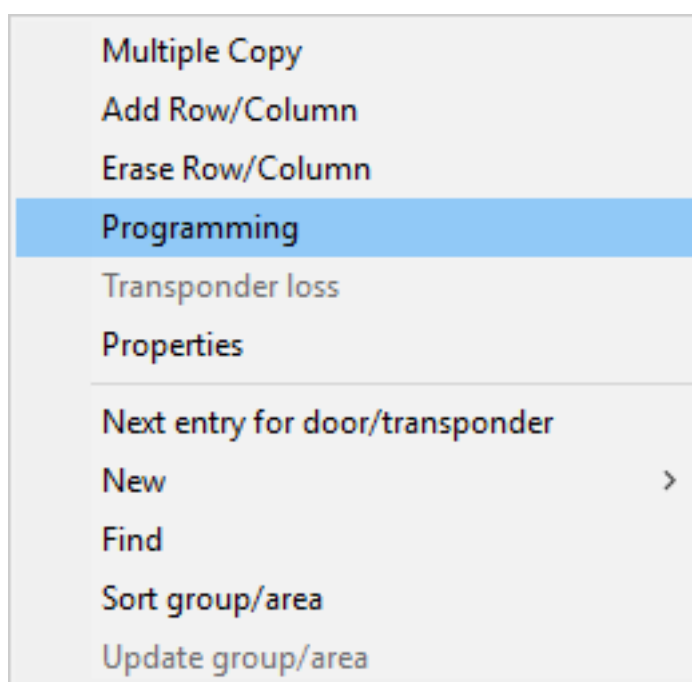 Multiple Copy
Add Row/Column
Erase Row/Column
Programming
Transponder loss
Properties
Next entry for door/transponder
New
Find
Sort group/area
Update group/area